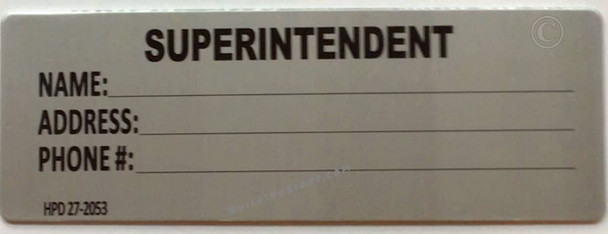 SUPERINTENDENT
NAME:
ADDRESS:
PHONE #:
HPD 27-2053
©